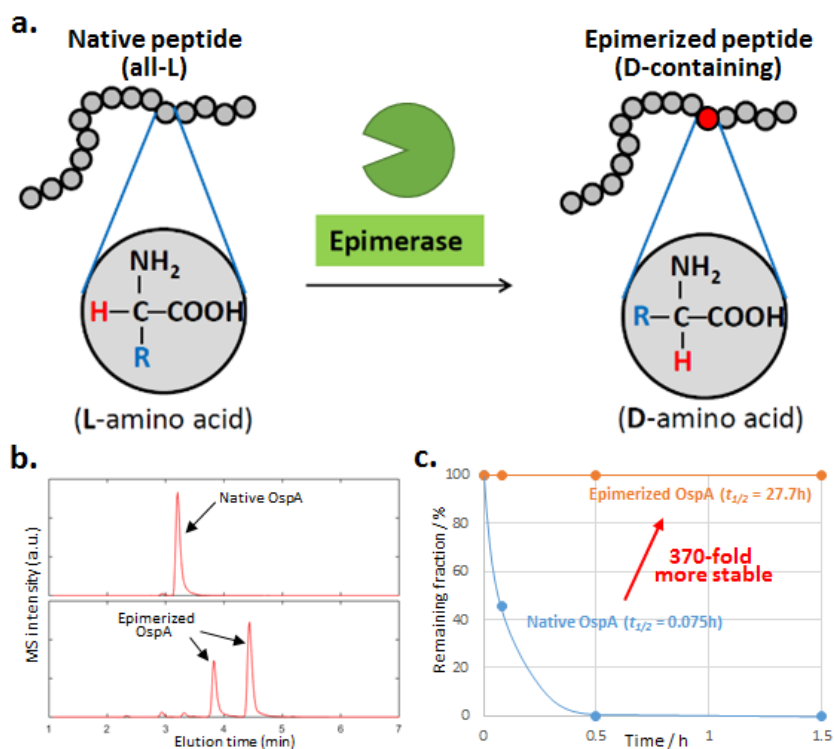 a.
Native peptide
(all-L)
Epimerized peptide
(D-containing)
Epimerase
NH2
H—C—COOH
R
(L-amino acid)
NH2
R—C—COOH
H
(D-amino acid)
b.
Native OspA
Epimerized
OspA
MS intensity (a.u.)
1 2 3 4 5 6 7
Elution time (min)
c.
100
80
60
40
20
0
Remaining fraction / %
Epimerized OspA (t1/2 = 27.7h)
370-fold
more stable
Native OspA (t1/2 = 0.075h)
0 0.5 1 1.5
Time / h